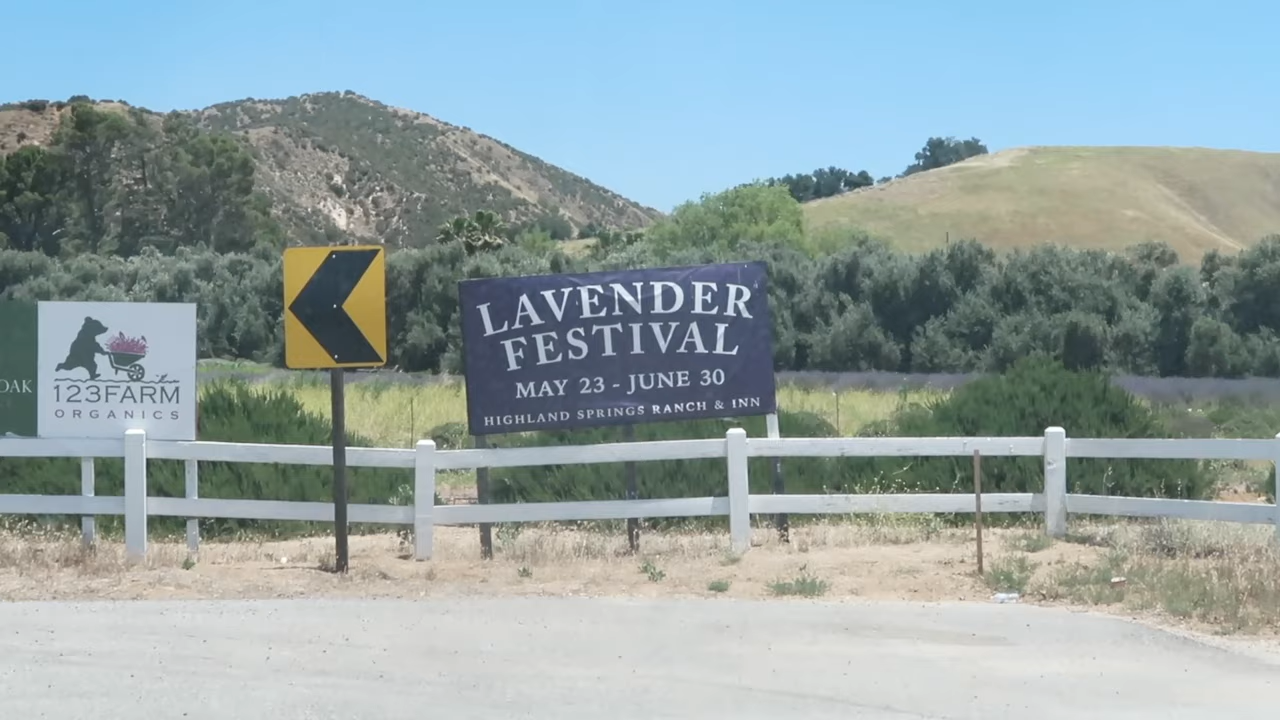 OAK
123FARM
ORGANICS
LAVENDER
FESTIVAL
MAY 23 - JUNE 30
HIGHLAND SPRINGS RANCH & INN